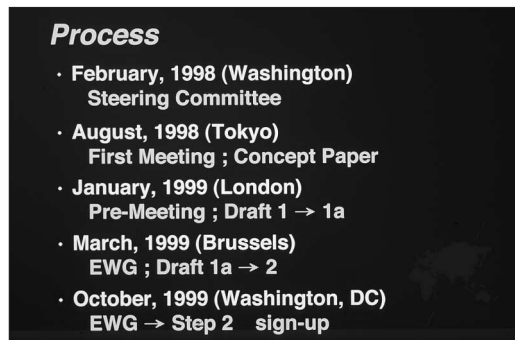 Process
· February, 1998 (Washington)
Steering Committee
· August, 1998 (Tokyo)
First Meeting ; Concept Paper
· January, 1999 (London)
Pre-Meeting ; Draft 1 → 1a
· March, 1999 (Brussels)
EWG ; Draft 1a → 2
· October, 1999 (Washington, DC)
EWG → Step 2 sign-up